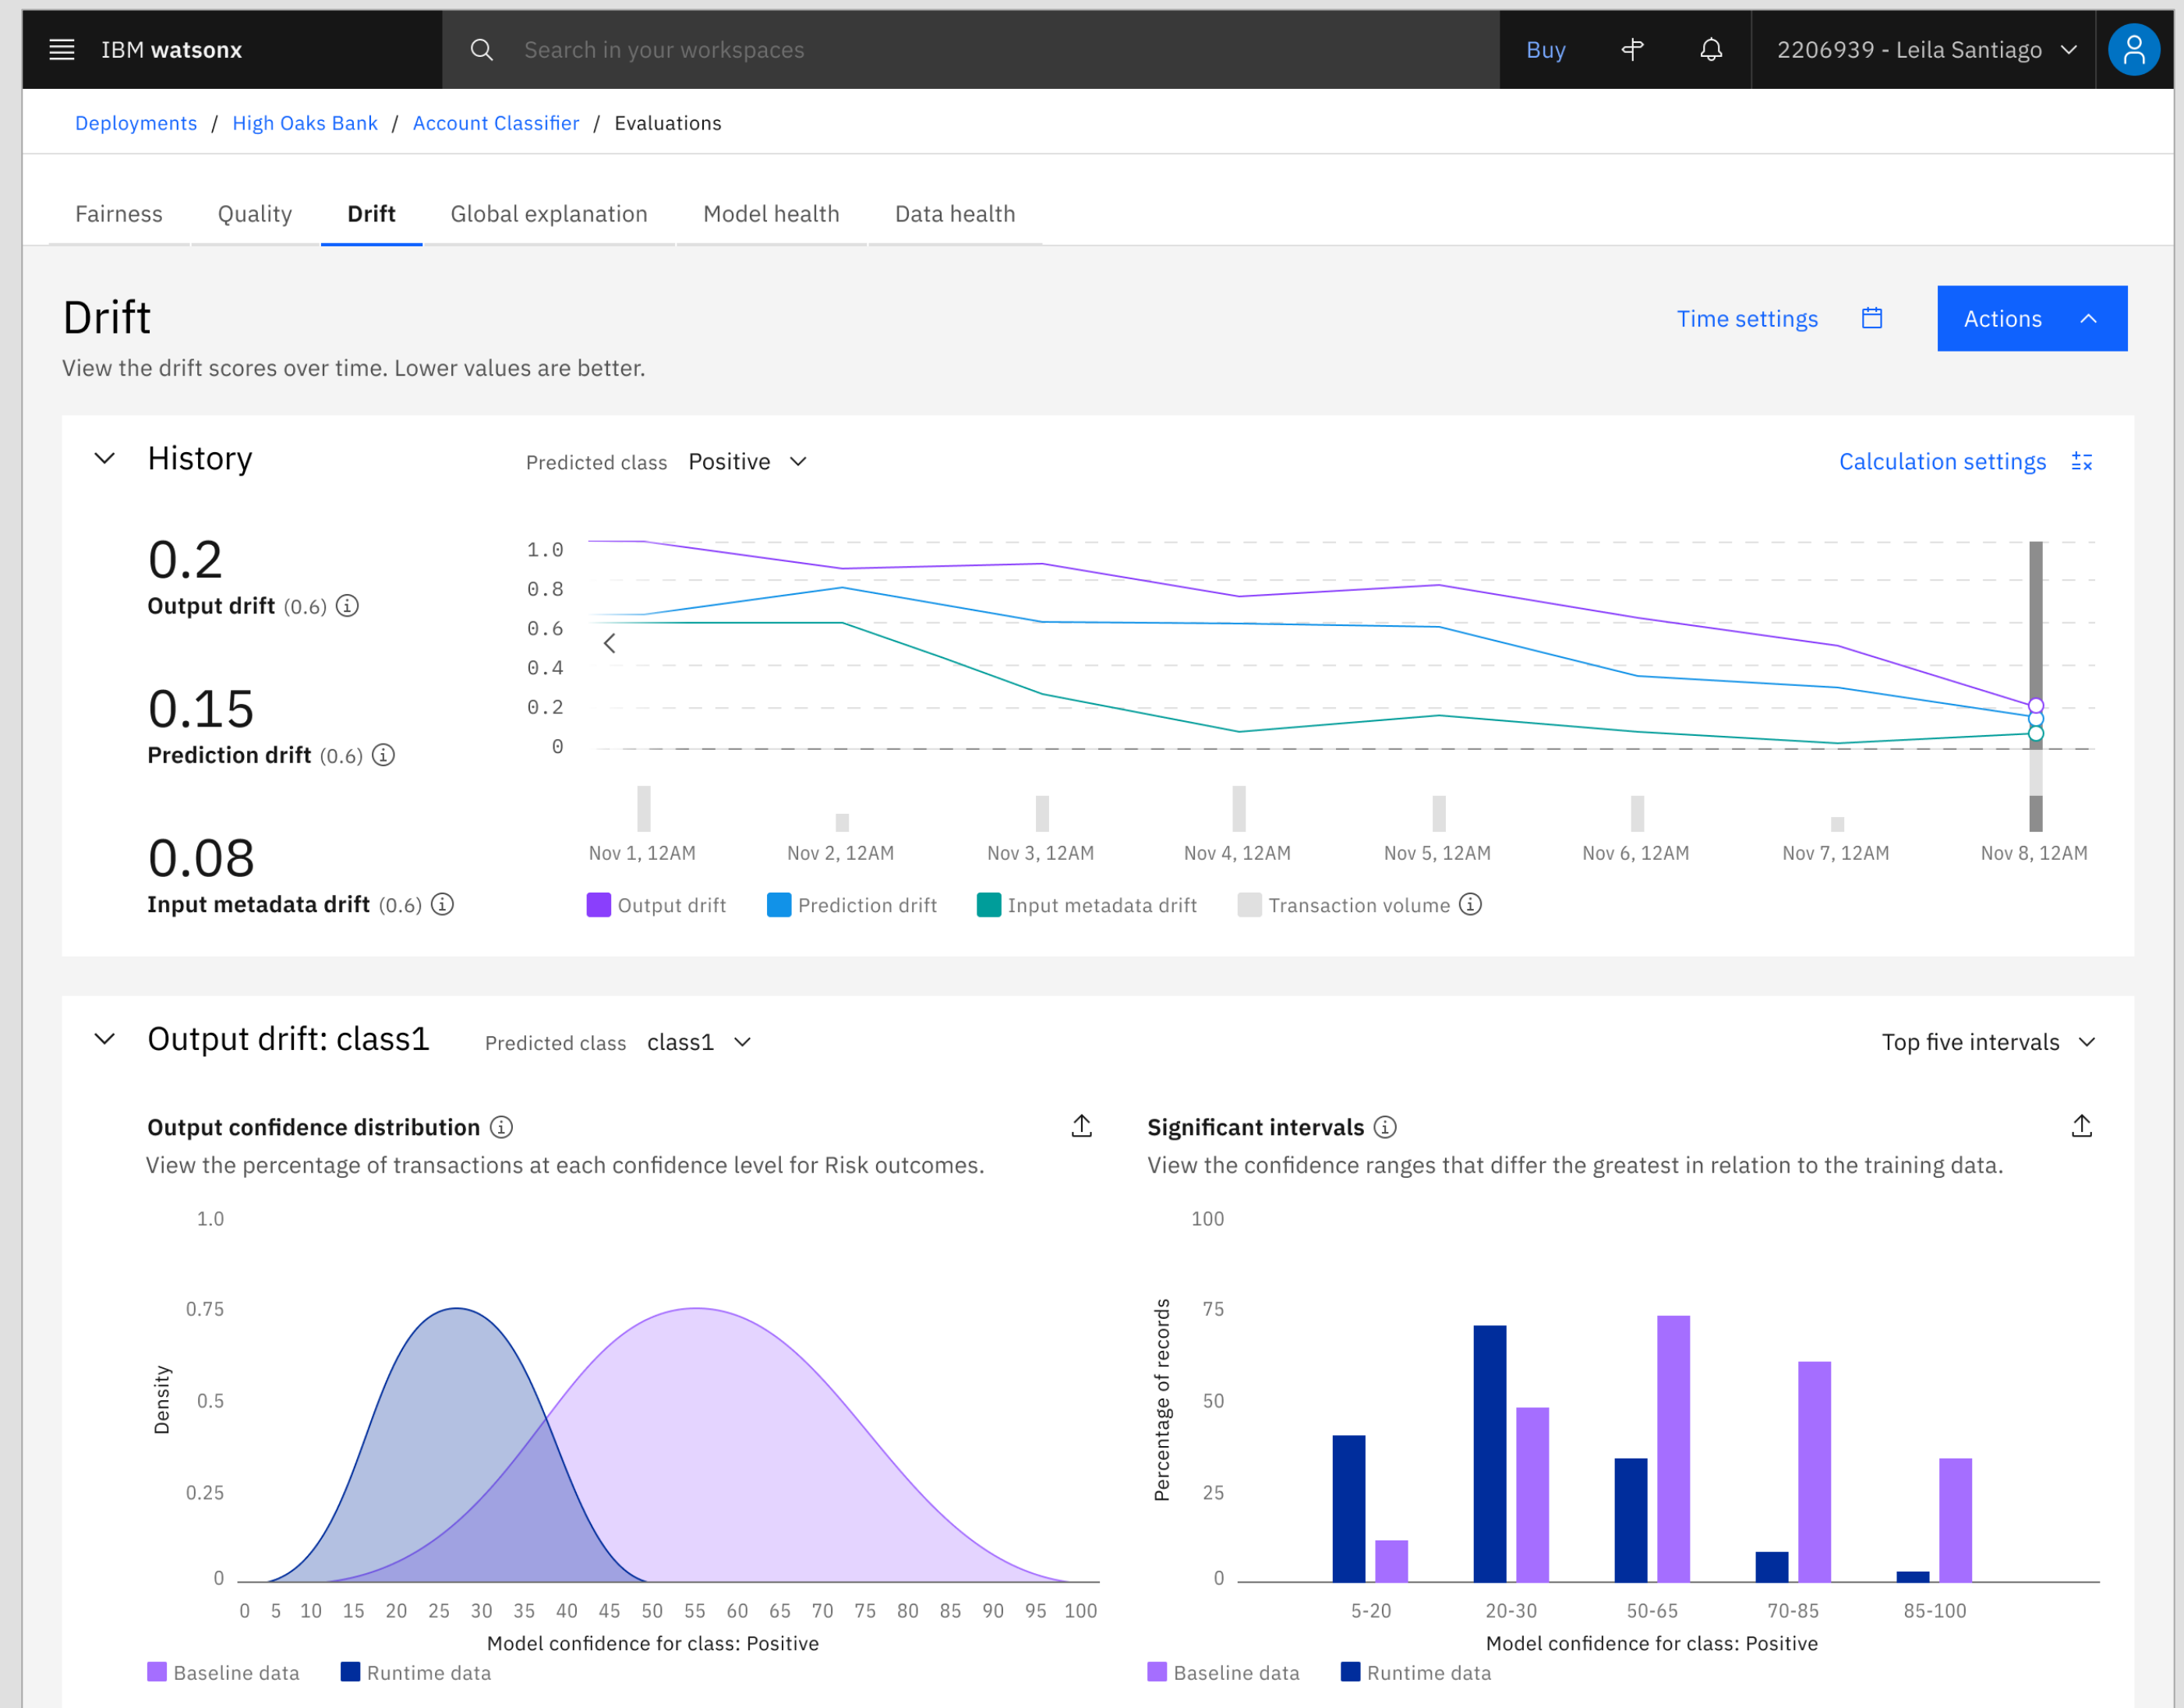 IBM watsonx
Search in your workspaces
Buy
2206939 - Leila Santiago
Deployments / High Oaks Bank / Account Classifier / Evaluations
Fairness Quality Drift Global explanation Model health Data health
Drift
View the drift scores over time. Lower values are better.
Time settings
Actions
History
Predicted class Positive
Calculation settings
0.2
Output drift (0.6)
0.15
Prediction drift (0.6)
0.08
Input metadata drift (0.6)
1.0
0.8
0.6
0.4
0.2
0
Nov 1, 12AM Nov 2, 12AM Nov 3, 12AM Nov 4, 12AM Nov 5, 12AM Nov 6, 12AM Nov 7, 12AM Nov 8, 12AM
Output drift Prediction drift Input metadata drift Transaction volume
Output drift: class1
Predicted class class1
Top five intervals
Output confidence distribution
View the percentage of transactions at each confidence level for Risk outcomes.
1.0
0.75
0.5
0.25
0
Density
0 5 10 15 20 25 30 35 40 45 50 55 60 65 70 75 80 85 90 95 100
Model confidence for class: Positive
Baseline data Runtime data
Significant intervals
View the confidence ranges that differ the greatest in relation to the training data.
100
75
50
25
0
Percentage of records
5-20 20-30 50-65 70-85 85-100
Model confidence for class: Positive
Baseline data Runtime data